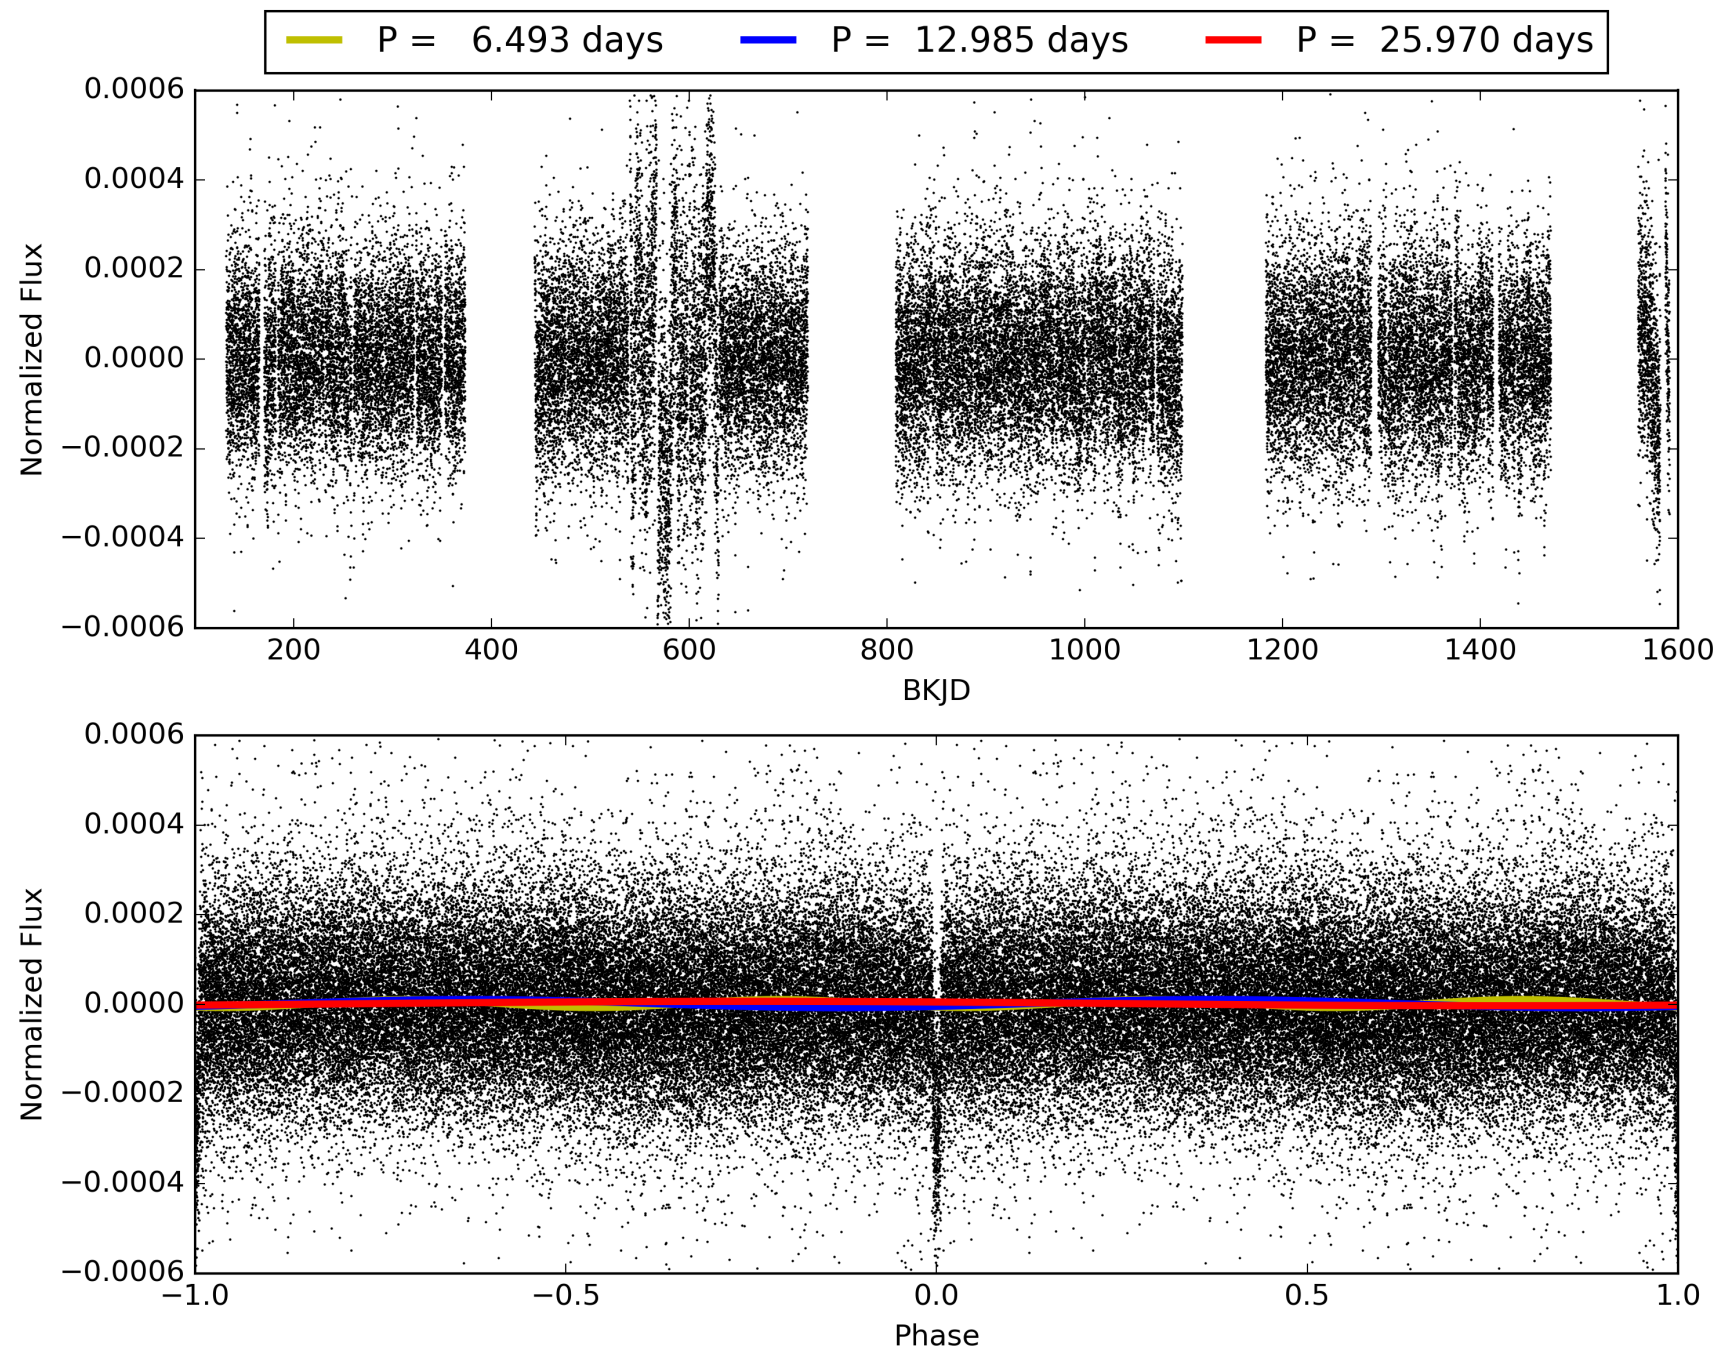 P = 6.493 days P = 12.985 days P = 25.970 days
0.0006
0.0004
0.0002
0.0000
−0.0002
−0.0004
−0.0006
Normalized Flux
200 400 600 800 1000 1200 1400 1600
BKJD
0.0006
0.0004
0.0002
0.0000
−0.0002
−0.0004
−0.0006
Normalized Flux
−1.0 −0.5 0.0 0.5 1.0
Phase